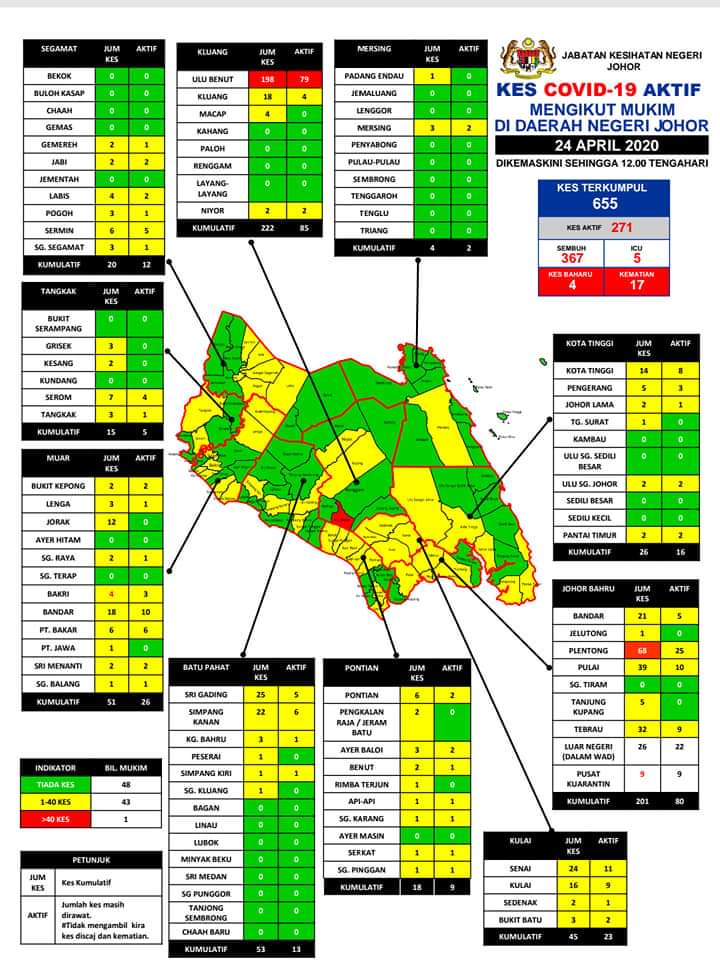 JABATAN KESIHATAN NEGERI
JOHOR
KES COVID-19 AKTIF
MENGIKUT MUKIM
DI DAERAH NEGERI JOHOR
24 APRIL 2020
DIKEMASKINI SEHINGGA 12.00 TENGAHARI
KES TERKUMPUL
655
KES AKTIF 271
SEMBUH ICU
367 5
KES BAHARU KEMATIAN
4 17
SEGAMAT JUM KES AKTIF
BEKOK 0 0
BULOH KASAP 0 0
CHAAH 0 0
GEMAS 0 0
GEMEREH 2 1
JABI 2 2
JEMENTAH 0 0
LABIS 4 2
POGOH 3 1
SERMIN 6 5
SG. SEGAMAT 3 1
KUMULATIF 20 12
KLUANG JUM KES AKTIF
ULU BENUT 198 79
KLUANG 18 4
MACAP 4 0
KAHANG 0 0
PALOH 0 0
RENGGAM 0 0
LAYANG-
LAYANG 0 0
NIYOR 2 2
KUMULATIF 222 85
MERSING JUM KES AKTIF
PADANG ENDAU 1 0
JEMALUANG 0 0
LENGGOR 0 0
MERSING 3 2
PENYABONG 0 0
PULAU-PULAU 0 0
SEMBRONG 0 0
TENGGAROH 0 0
TENGLU 0 0
TRIANG 0 0
KUMULATIF 4 2
TANGKAK JUM KES AKTIF
BUKIT
SERAMPANG 0 0
GRISEK 3 0
KESANG 2 0
KUNDANG 0 0
SEROM 7 4
TANGKAK 3 1
KUMULATIF 15 5
MUAR JUM KES AKTIF
BUKIT KEPONG 2 2
LENGA 3 1
JORAK 12 0
AYER HITAM 0 0
SG. RAYA 2 1
SG. TERAP 0 0
BAKRI 4 3
BANDAR 18 10
PT. BAKAR 6 6
PT. JAWA 1 0
SRI MENANTI 2 2
SG. BALANG 1 1
KUMULATIF 51 26
KOTA TINGGI JUM KES AKTIF
KOTA TINGGI 14 8
PENGERANG 5 3
JOHOR LAMA 2 1
TG. SURAT 1 0
KAMBAU 0 0
ULU SG. SEDILI
BESAR 0 0
ULU SG. JOHOR 2 2
SEDILI BESAR 0 0
SEDILI KECIL 0 0
PANTAI TIMUR 2 2
KUMULATIF 26 16
JOHOR BAHRU JUM KES AKTIF
BANDAR 21 5
JELUTONG 1 0
PLENTONG 68 25
PULAI 39 10
SG. TIRAM 0 0
TANJUNG
KUPANG 5 0
TEBRAU 32 9
LUAR NEGERI
(DALAM WAD) 26 22
PUSAT
KUARANTIN 9 9
KUMULATIF 201 80
BATU PAHAT JUM KES AKTIF
SRI GADING 25 5
SIMPANG
KANAN 22 6
KG. BAHRU 3 1
PESERAI 1 0
SIMPANG KIRI 1 1
SG. KLUANG 1 0
BAGAN 0 0
LINAU 0 0
LUBOK 0 0
MINYAK BEKU 0 0
SRI MEDAN 0 0
SG PUNGGOR 0 0
TANJONG
SEMBRONG 0 0
CHAAH BARU 0 0
KUMULATIF 53 13
PONTIAN JUM KES AKTIF
PONTIAN 6 2
PENGKALAN
RAJA / JERAM
BATU 2 0
AYER BALOI 3 2
BENUT 2 1
RIMBA TERJUN 1 0
API-API 1 1
SG. KARANG 1 1
AYER MASIN 0 0
SERKAT 1 1
SG. PINGGAN 1 1
KUMULATIF 18 9
KULAI JUM KES AKTIF
SENAI 24 11
KULAI 16 9
SEDENAK 2 1
BUKIT BATU 3 2
KUMULATIF 45 23
INDIKATOR BIL. MUKIM
TIADA KES 48
1-40 KES 43
>40 KES 1
PETUNJUK
JUM
KES Kes Kumulatif
AKTIF Jumlah kes masih
dirawat.
#Tidak mengambil kira
kes discaj dan kematian.